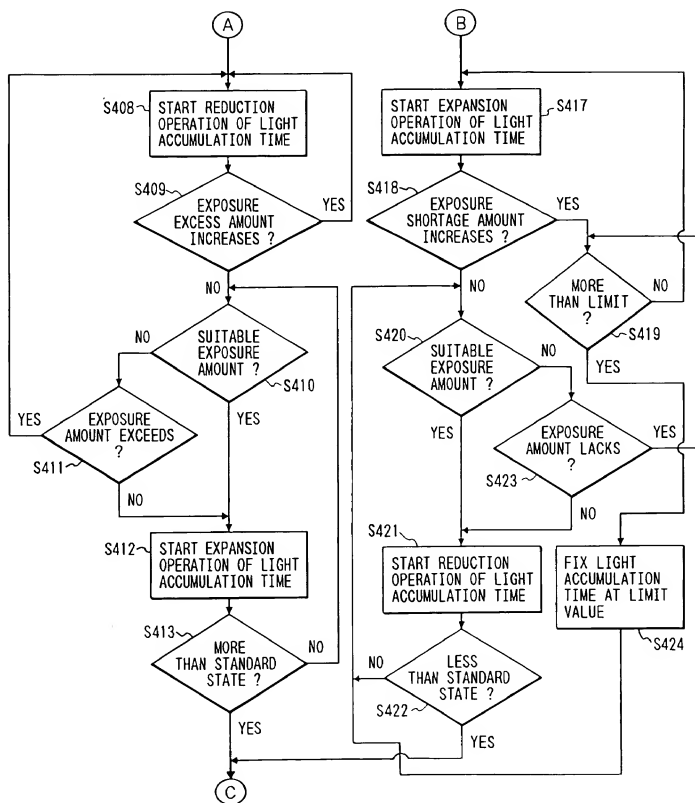 A
S408
START REDUCTION
OPERATION OF LIGHT
ACCUMULATION TIME
S409
EXPOSURE
EXCESS AMOUNT
INCREASES ?
YES
NO
NO
SUITABLE
EXPOSURE
AMOUNT ?
S410
YES
YES
EXPOSURE
AMOUNT EXCEEDS
?
S411
NO
S412
START EXPANSION
OPERATION OF LIGHT
ACCUMULATION TIME
S413
MORE
THAN STANDARD
STATE ?
NO
YES
C
B
START EXPANSION
OPERATION OF LIGHT
ACCUMULATION TIME
S417
S418
EXPOSURE
SHORTAGE AMOUNT
INCREASES ?
YES
NO
MORE
THAN LIMIT
?
NO
S419
YES
S420
SUITABLE
EXPOSURE
AMOUNT ?
NO
YES
EXPOSURE
AMOUNT LACKS
?
YES
S423
NO
S421
START REDUCTION
OPERATION OF LIGHT
ACCUMULATION TIME
FIX LIGHT
ACCUMULATION
TIME AT LIMIT
VALUE
S424
NO
LESS
THAN STANDARD
STATE ?
S422
YES